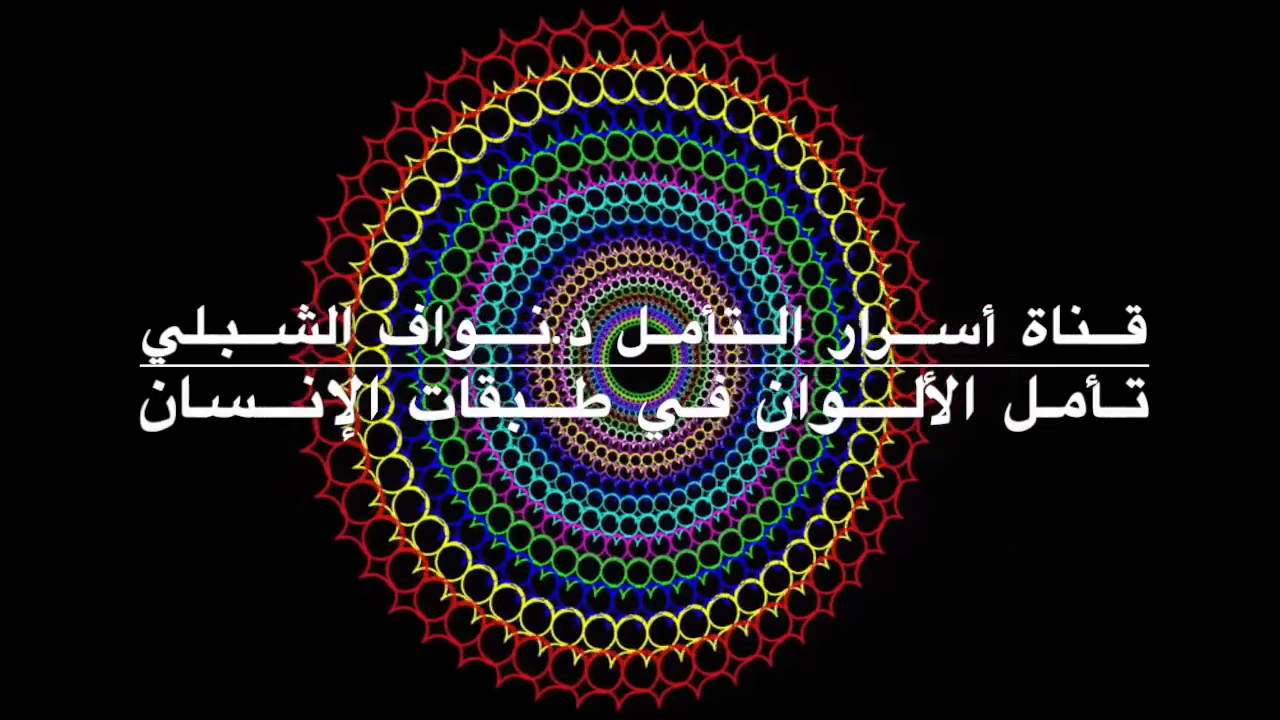 قناة أسرار التأمل د.نواف الشبلي
تأمل الألوان في طبقات الإنسان